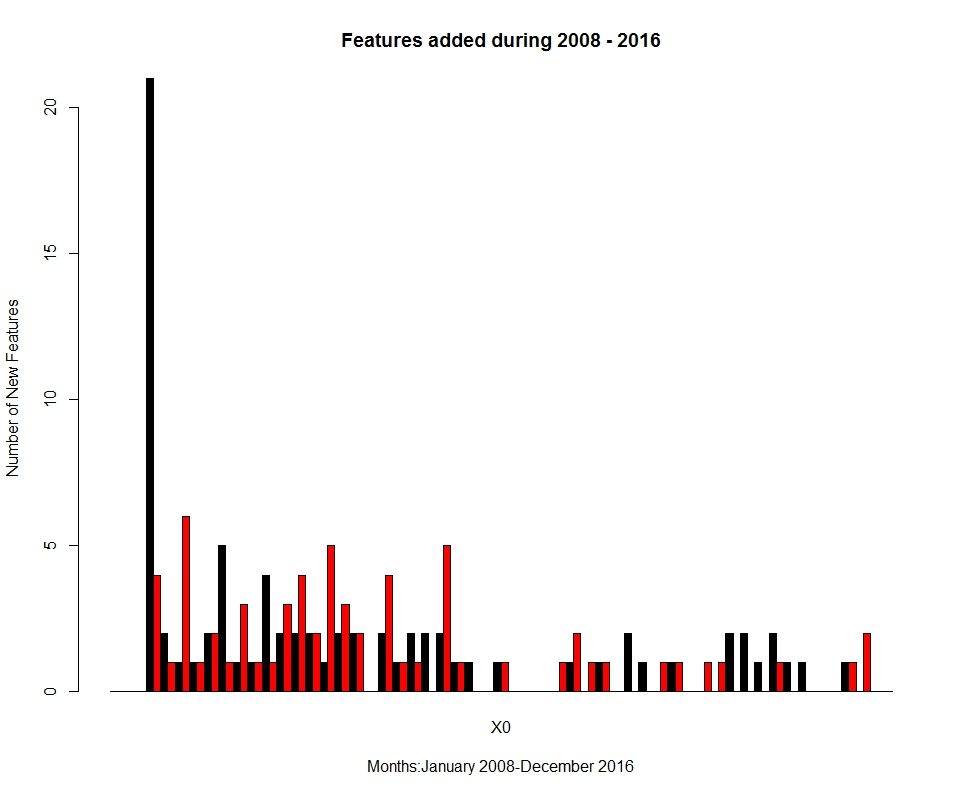 Features added during 2008 - 2016
20
15
10
5
0
Number of New Features
X0
Months:January 2008-December 2016